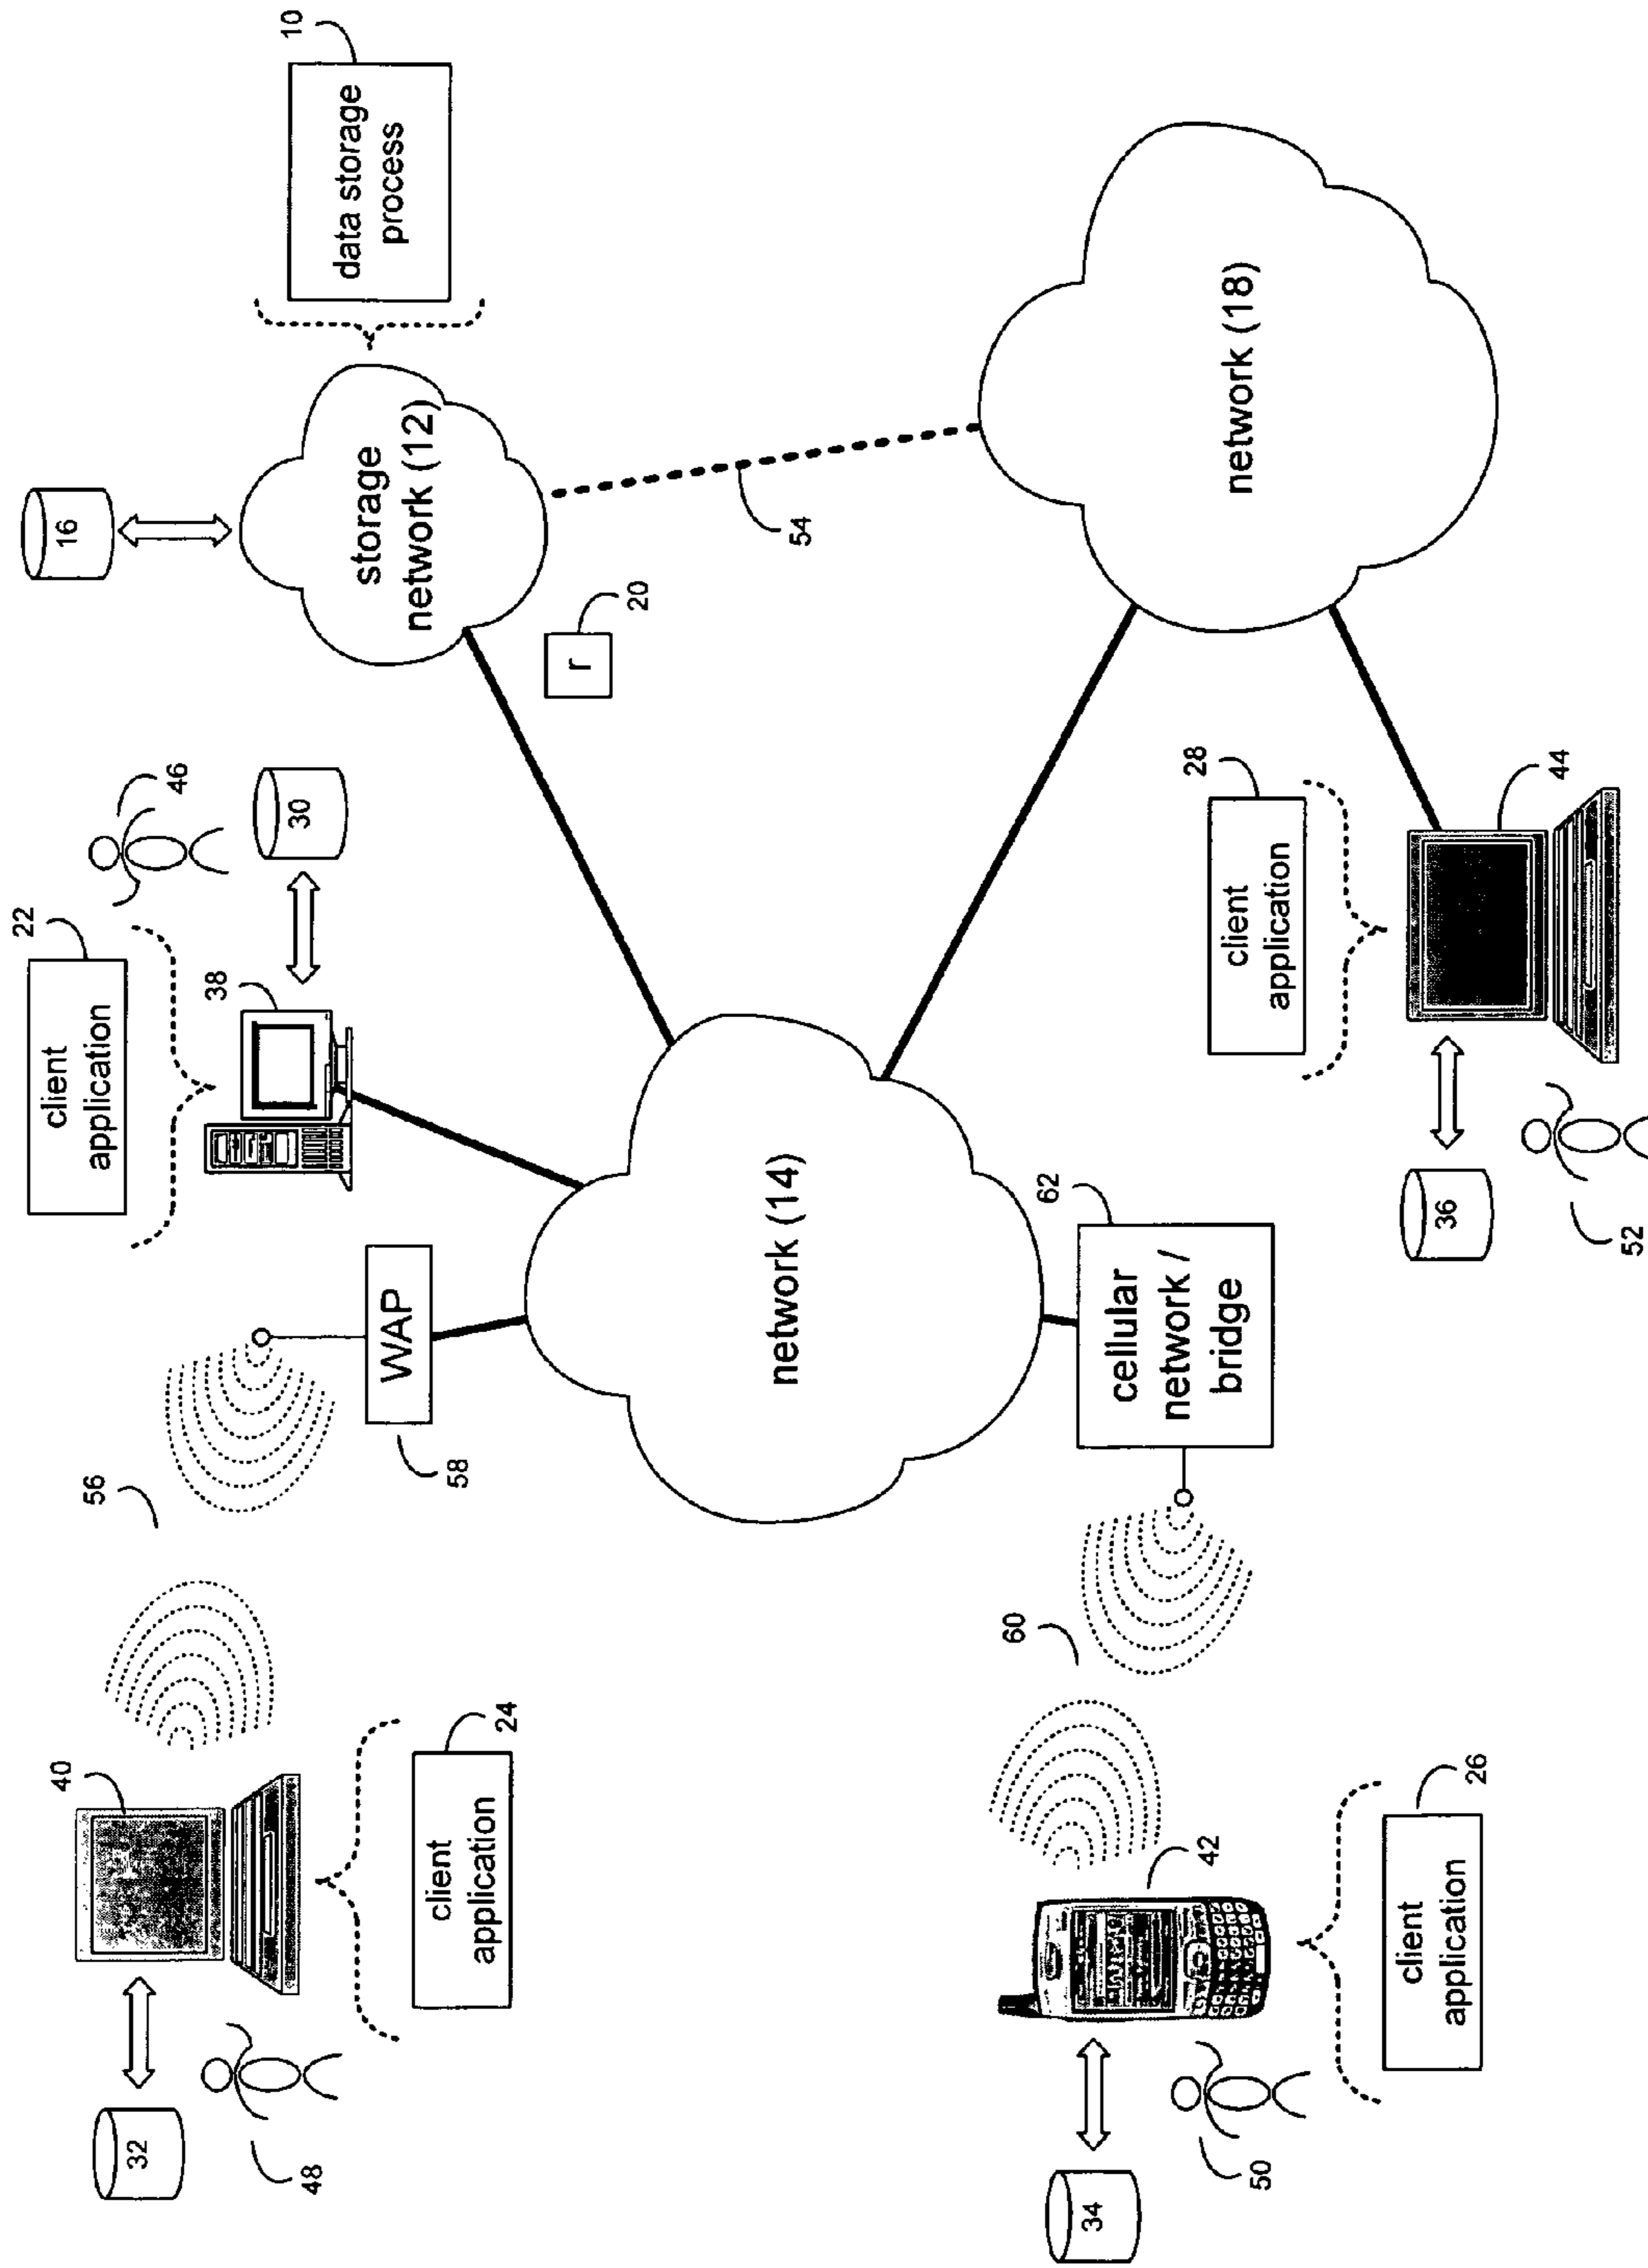 32
40
48
24
client
application
56
58
WAP
22
client
application
38
46
30
16
storage
network (12)
10
data storage
process
r
20
54
network (14)
network (18)
34
42
50
26
client
application
60
62
cellular
network /
bridge
28
client
application
44
36
52